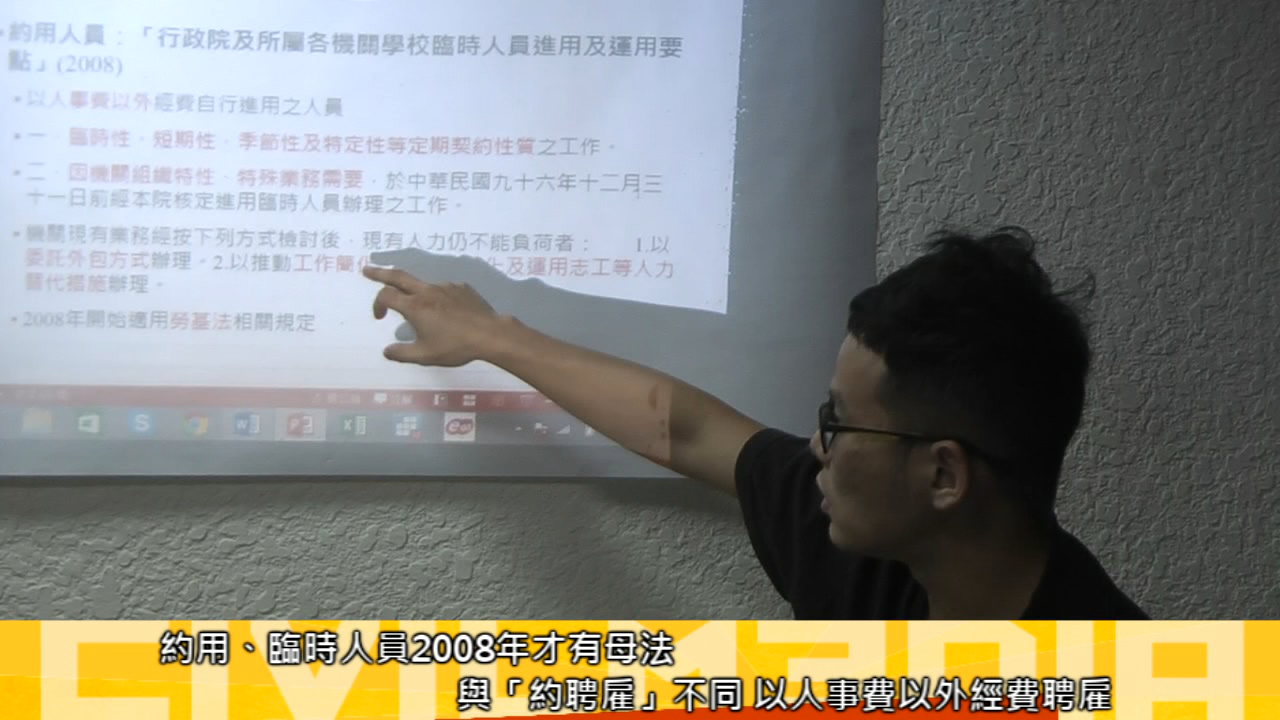 約用人員：「行政院及所屬各機關學校臨時人員進用及運用要
點」(2008)
• 以人事費以外經費自行進用之人員
• 一、臨時性、短期性、季節性及特定性等定期契約性質之工作。
• 二、因機關組織特性、特殊業務需要，於中華民國九十六年十二月三
十一日前經本院核定進用臨時人員辦理之工作。
• 機關現有業務經按下列方式檢討後，現有人力仍不能負荷者： 1.以
委託外包方式辦理。2.以推動工作簡化及運用志工等人力
替代措施辦理。
• 2008年開始適用勞基法相關規定
約用、臨時人員2008年才有母法
與「約聘雇」不同 以人事費以外經費聘雇